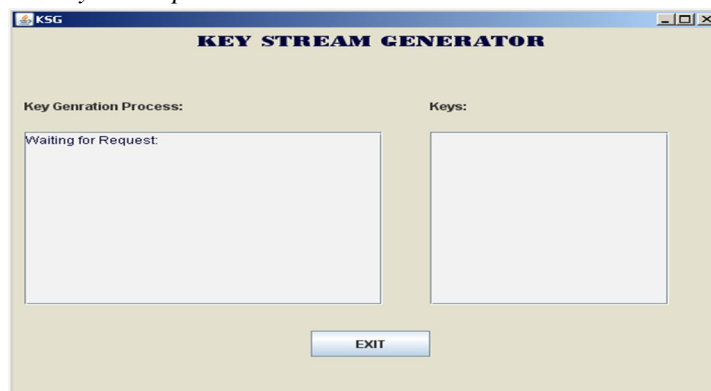 KSG
KEY STREAM GENERATOR
Key Genration Process:
Keys:
Waiting for Request:
EXIT